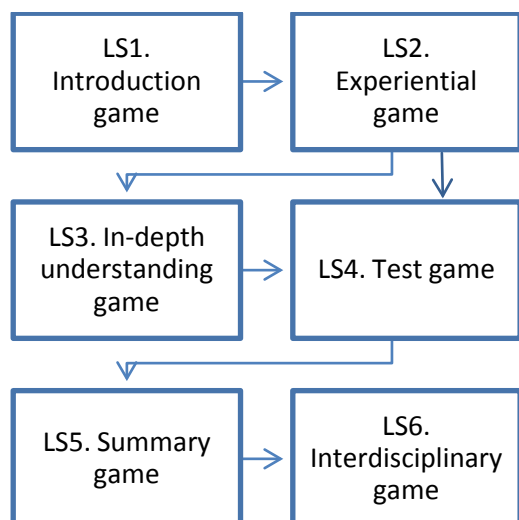 LS1.
Introduction
game
LS2.
Experiential
game
LS3. In-depth
understanding
game
LS4. Test game
LS5. Summary
game
LS6.
Interdisciplinary
game